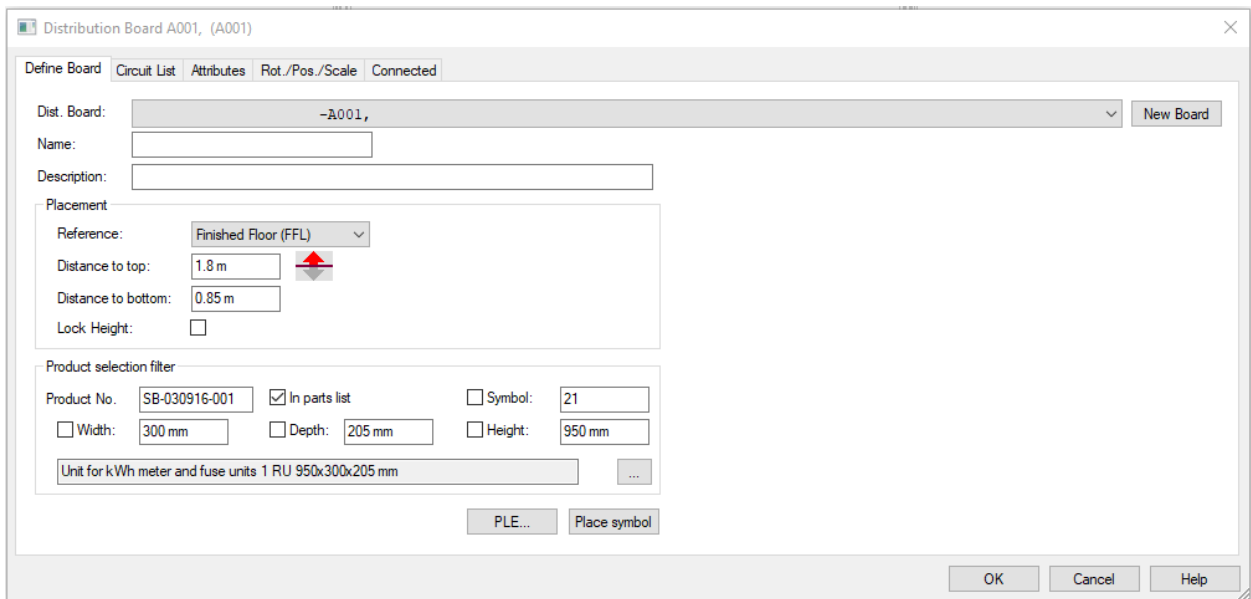 Distribution Board A001, (A001)
Define Board Circuit List Attributes Rot./Pos./Scale Connected
Dist. Board: -A001, New Board
Name:
Description:
Placement
Reference: Finished Floor (FFL)
Distance to top: 1.8 m
Distance to bottom: 0.85 m
Lock Height:
Product selection filter
Product No. SB-030916-001 In parts list Symbol: 21
Width: 300 mm Depth: 205 mm Height: 950 mm
Unit for kWh meter and fuse units 1 RU 950x300x205 mm ...
PLE... Place symbol
OK Cancel Help